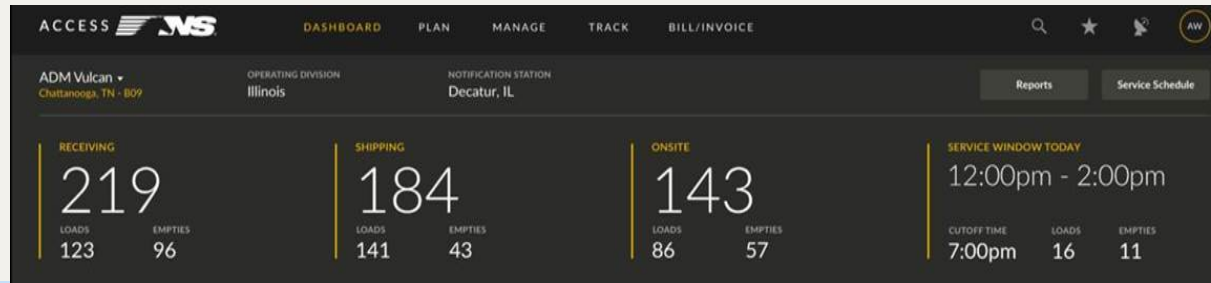 ACCESS NS DASHBOARD PLAN MANAGE TRACK BILL/INVOICE AW
ADM Vulcan
Chattanooga, TN - B09
OPERATING DIVISION
Illinois
NOTIFICATION STATION
Decatur, IL
Reports
Service Schedule
RECEIVING
219
LOADS EMPTIES
123 96
SHIPPING
184
LOADS EMPTIES
141 43
ONSITE
143
LOADS EMPTIES
86 57
SERVICE WINDOW TODAY
12:00pm - 2:00pm
CUTOFF TIME LOADS EMPTIES
7:00pm 16 11